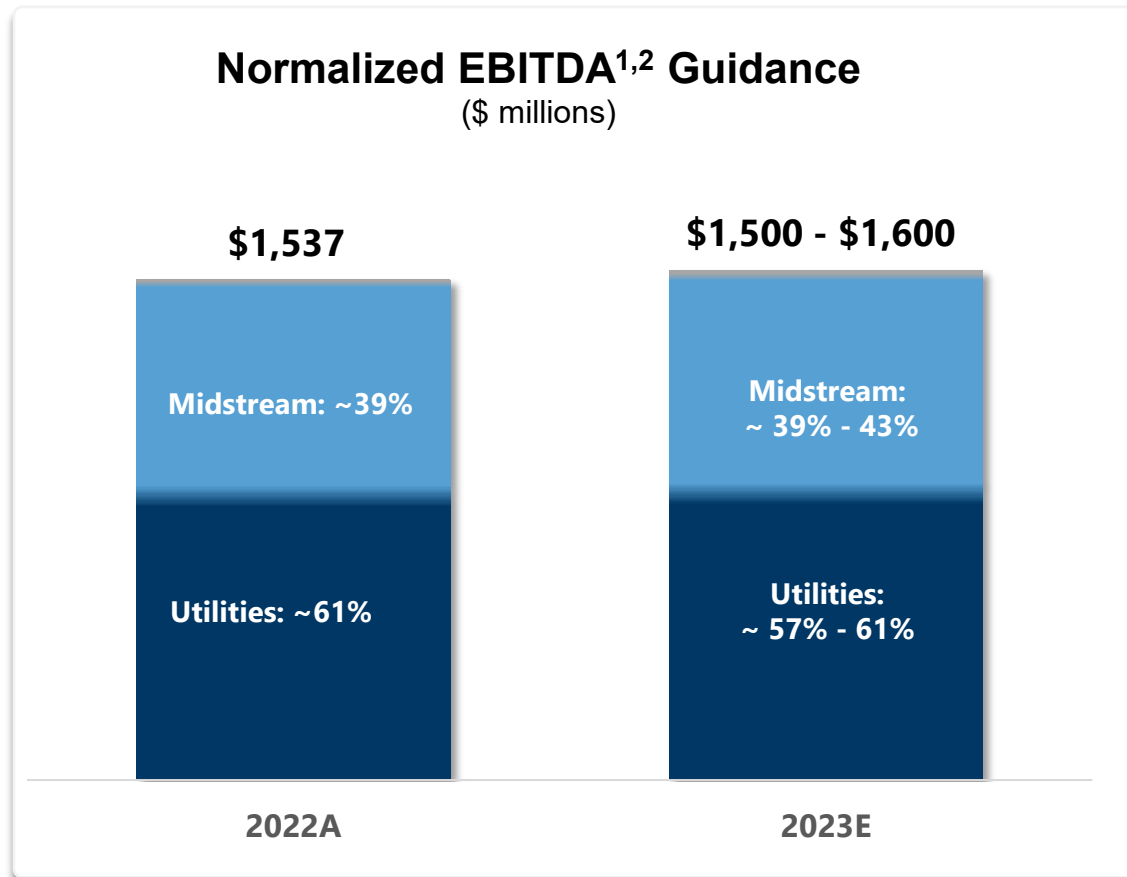 Normalized EBITDA1,2 Guidance
($ millions)
$1,537
$1,500 - $1,600
Midstream: ~39%
Midstream:
~ 39% - 43%
Utilities: ~61%
Utilities:
~ 57% - 61%
2022A
2023E